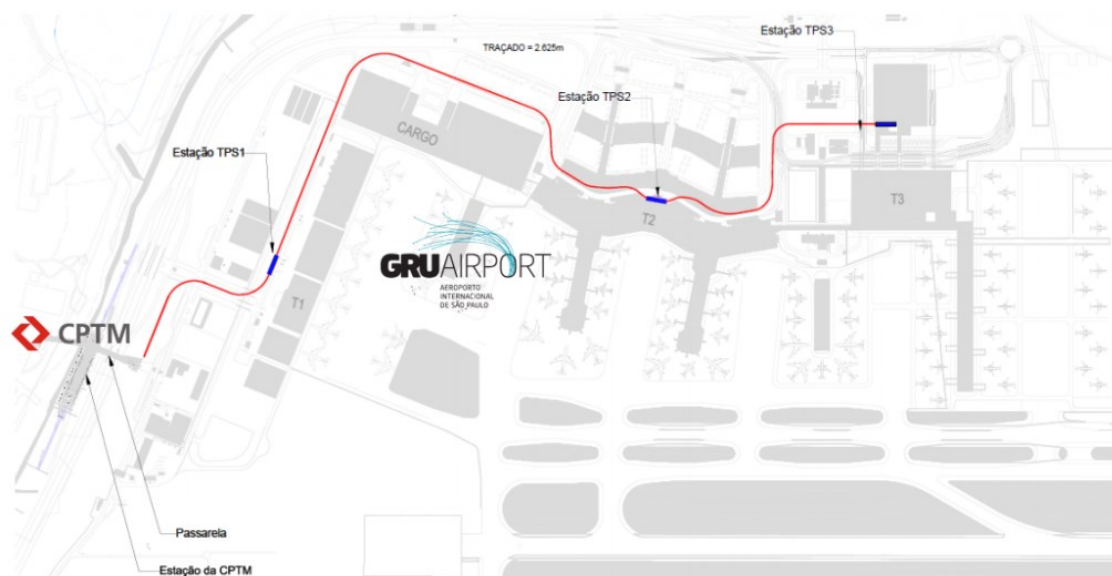 Estação TPS3
TRAÇADO = 2.625m
Estação TPS2
CARGO
Estação TPS1
T3
T2
GRUAIRPORT
AEROPORTO
INTERNACIONAL
DE SÃO PAULO
T1
CPTM
Passarela
Estação da CPTM